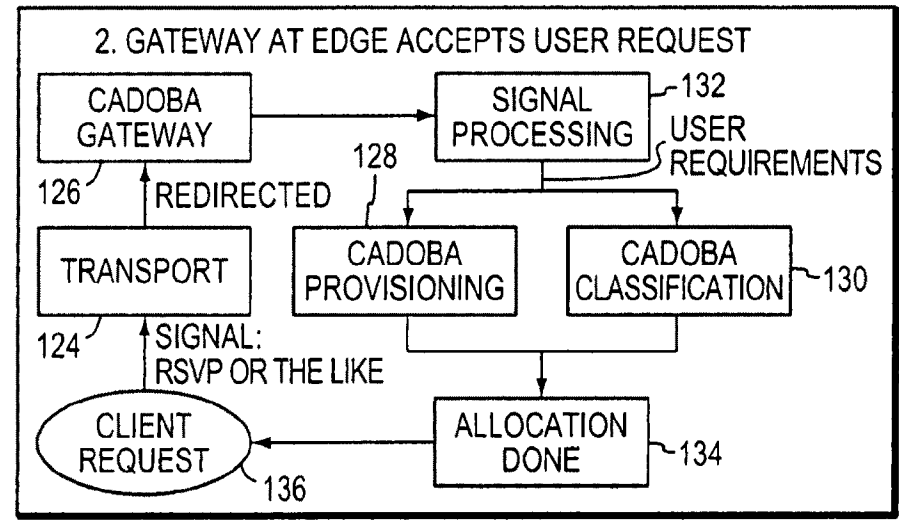 2. GATEWAY AT EDGE ACCEPTS USER REQUEST
CADOBA
GATEWAY
126
SIGNAL
PROCESSING
132
USER
REQUIREMENTS
REDIRECTED
128
TRANSPORT
124
CADOBA
PROVISIONING
CADOBA
CLASSIFICATION
130
SIGNAL:
RSVP OR THE LIKE
CLIENT
REQUEST
136
ALLOCATION
DONE
134